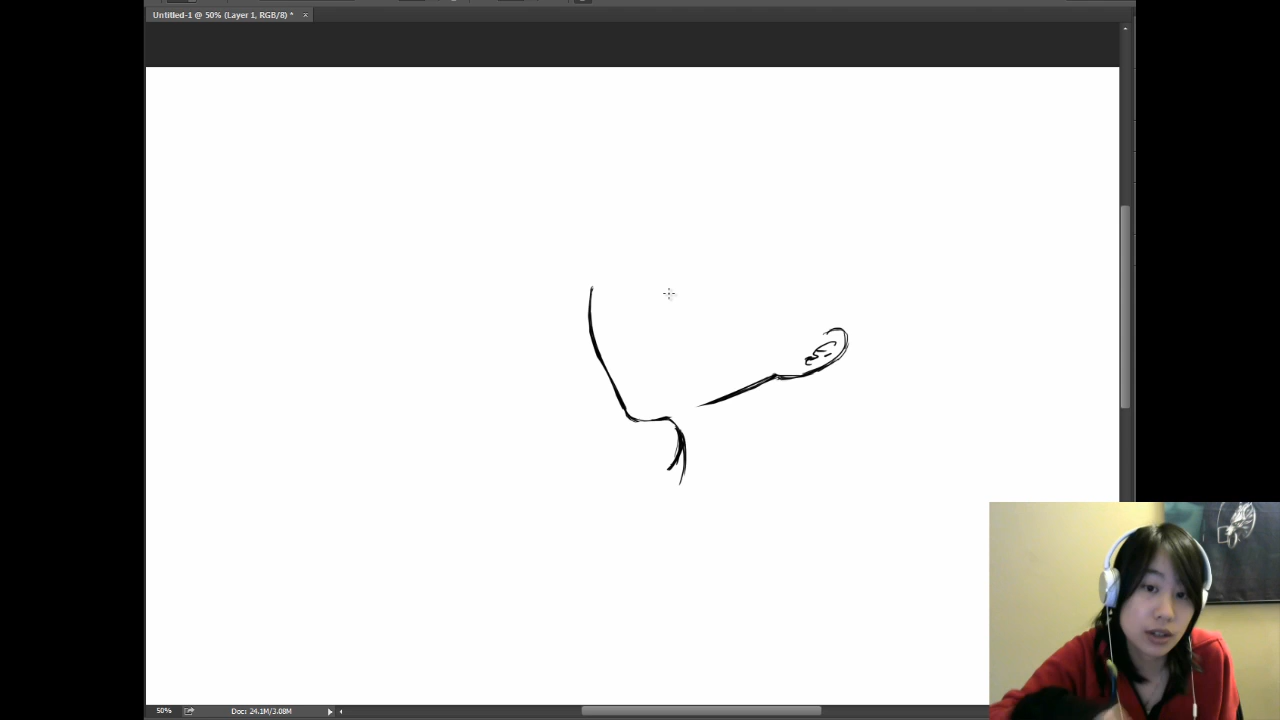 Untitled-1 @ 50% (Layer 1, RGB/8) *
50%
Doc: 24.1M/3.08M